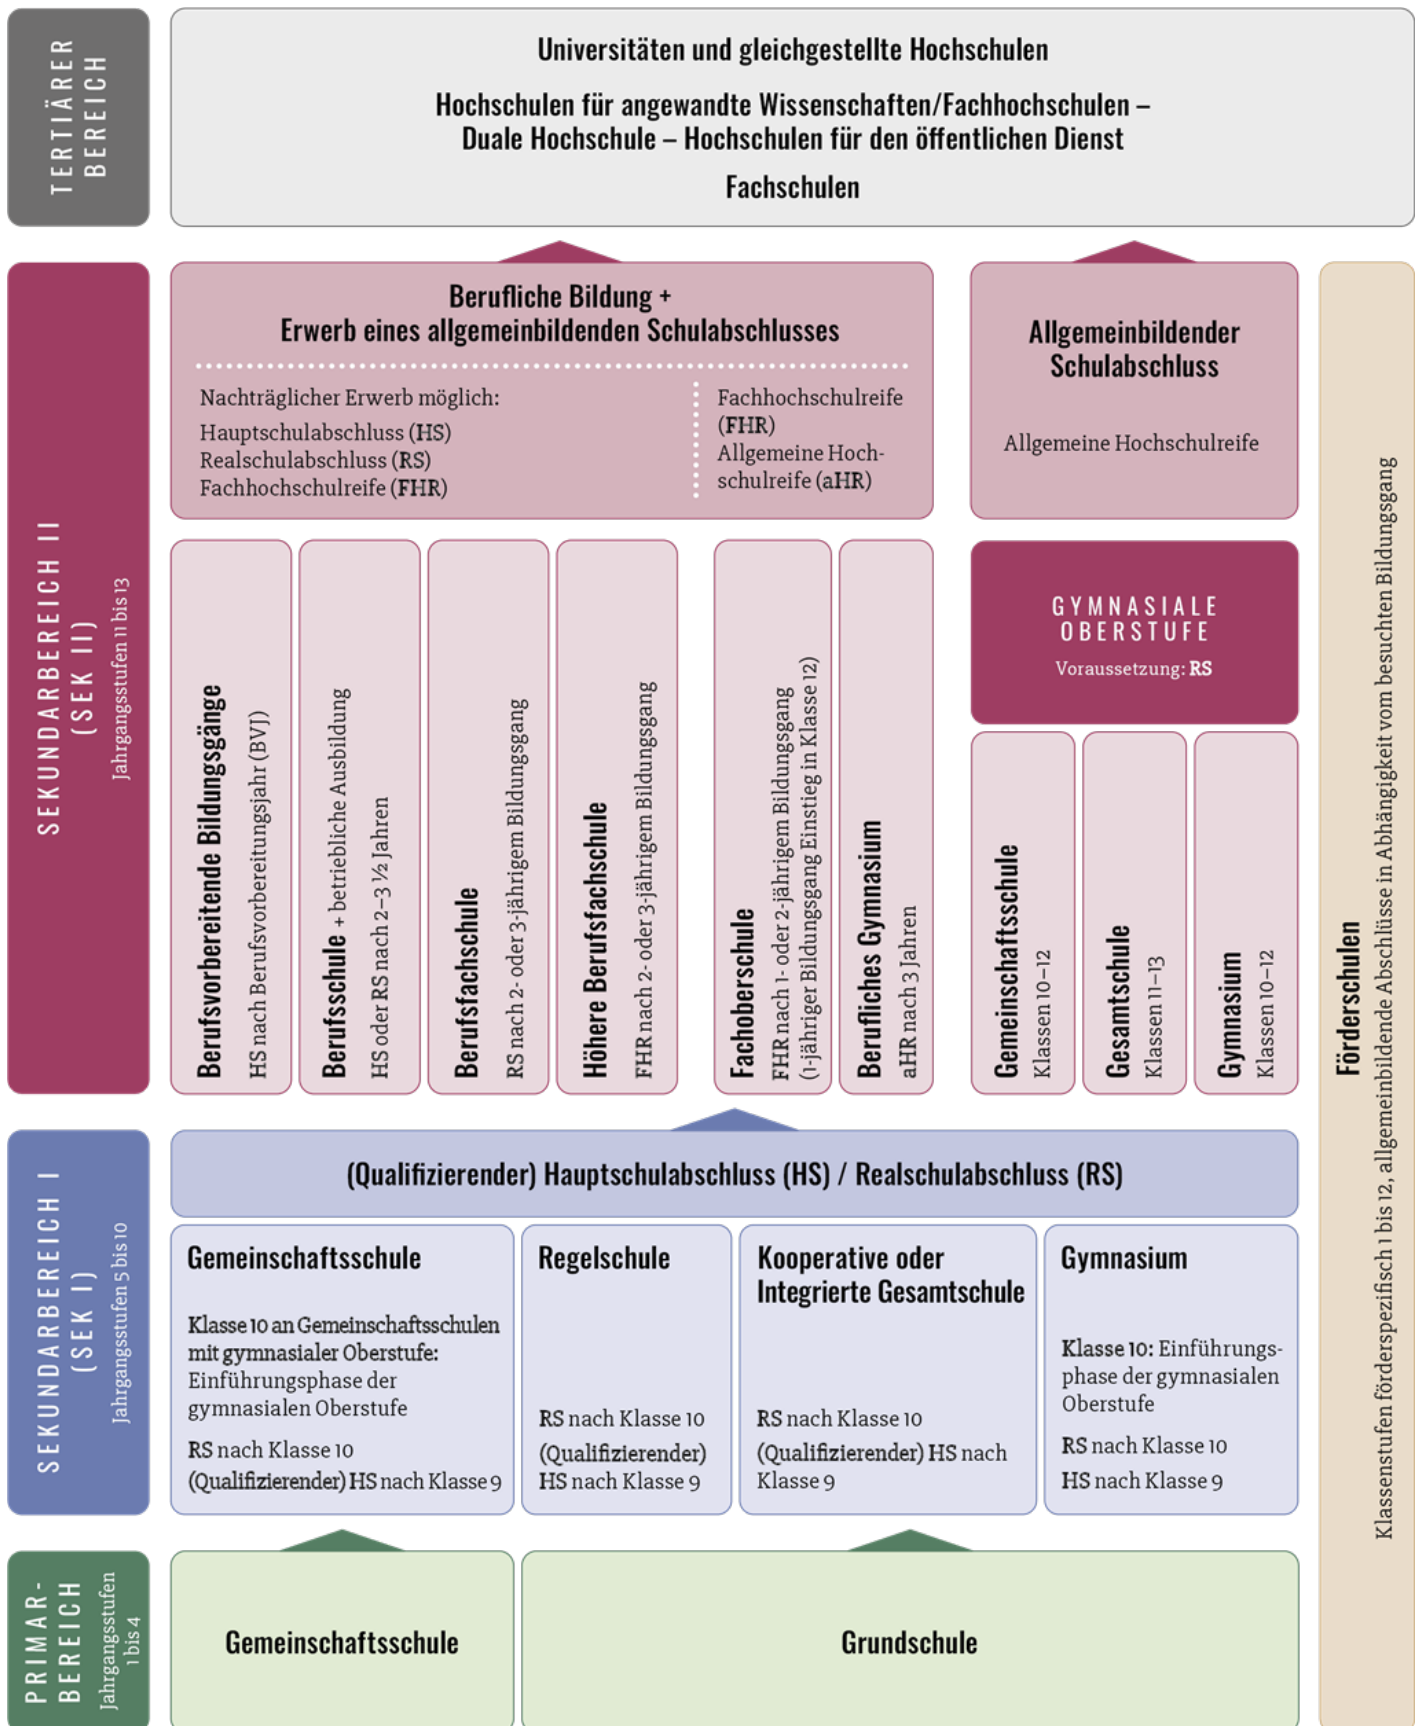 TERTIÄRER
BEREICH
Universitäten und gleichgestellte Hochschulen
Hochschulen für angewandte Wissenschaften/Fachhochschulen –
Duale Hochschule – Hochschulen für den öffentlichen Dienst
Fachschulen
SEKUNDARBEREICH II
(SEK II)
Jahrgangsstufen 11 bis 13
Berufliche Bildung +
Erwerb eines allgemeinbildenden Schulabschlusses
Nachträglicher Erwerb möglich:
Hauptschulabschluss (HS)
Realschulabschluss (RS)
Fachhochschulreife (FHR)
Fachhochschulreife
(FHR)
Allgemeine Hoch-
schulreife (aHR)
Allgemeinbildender
Schulabschluss
Allgemeine Hochschulreife
Berufsvorbereitende Bildungsgänge
HS nach Berufsvorbereitungsjahr (BVJ)
Berufsschule + betriebliche Ausbildung
HS oder RS nach 2–3 ½ Jahren
Berufsfachschule
RS nach 2- oder 3-jährigem Bildungsgang
Höhere Berufsfachschule
FHR nach 2- oder 3-jährigem Bildungsgang
Fachoberschule
FHR nach 1- oder 2-jährigem Bildungsgang
(1-jähriger Bildungsgang Einstieg in Klasse 12)
Berufliches Gymnasium
aHR nach 3 Jahren
GYMNASIALE
OBERSTUFE
Voraussetzung: RS
Gemeinschaftsschule
Klassen 10–12
Gesamtschule
Klassen 11–13
Gymnasium
Klassen 10–12
Förderschulen
Klassenstufen förderspezifisch 1 bis 12, allgemeinbildende Abschlüsse in Abhängigkeit vom besuchten Bildungsgang
SEKUNDARBEREICH I
(SEK I)
Jahrgangsstufen 5 bis 10
(Qualifizierender) Hauptschulabschluss (HS) / Realschulabschluss (RS)
Gemeinschaftsschule
Klasse 10 an Gemeinschaftsschulen
mit gymnasialer Oberstufe:
Einführungsphase der
gymnasialen Oberstufe
RS nach Klasse 10
(Qualifizierender) HS nach Klasse 9
Regelschule
RS nach Klasse 10
(Qualifizierender)
HS nach Klasse 9
Kooperative oder
Integrierte Gesamtschule
RS nach Klasse 10
(Qualifizierender) HS nach
Klasse 9
Gymnasium
Klasse 10: Einführungs-
phase der gymnasialen
Oberstufe
RS nach Klasse 10
HS nach Klasse 9
PRIMAR-
BEREICH
Jahrgangsstufen
1 bis 4
Gemeinschaftsschule
Grundschule